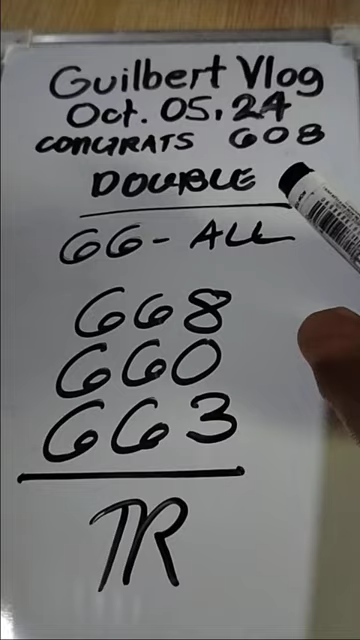 Guilbert Vlog
Oct. 05, 24
CONGRATS 608
DOUBLE
66- ALL
668
660
663
TR